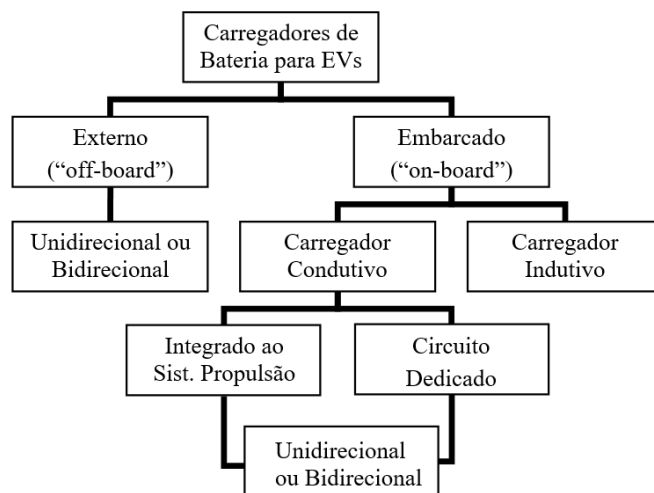 Carregadores de
Bateria para EVs
Externo
(“off-board”)
Embarcado
(“on-board”)
Unidirecional ou
Bidirecional
Carregador
Condutivo
Carregador
Indutivo
Integrado ao
Sist. Propulsão
Circuito
Dedicado
Unidirecional
ou Bidirecional